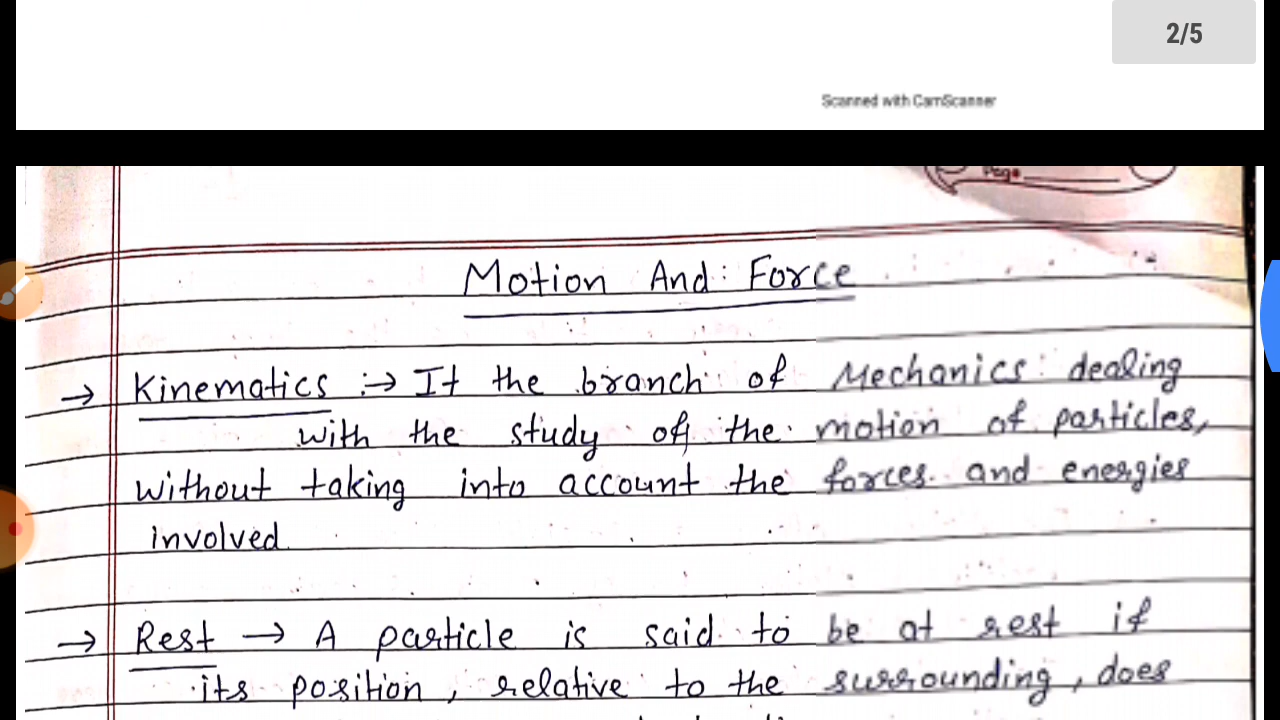 2/5
Scanned with CamScanner
Page
Motion And Force
→ Kinematics :→ It the branch of Mechanics dealing
with the study of the motion of particles,
without taking into account the forces and energies
involved.
→ Rest → A particle is said to be at rest if
its position, relative to the surrounding, does